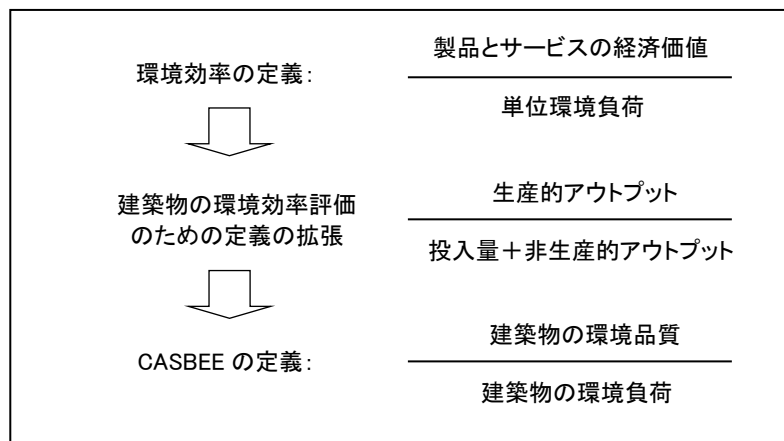 環境効率の定義：
製品とサービスの経済価値
単位環境負荷
建築物の環境効率評価
のための定義の拡張
生産的アウトプット
投入量＋非生産的アウトプット
CASBEE の定義：
建築物の環境品質
建築物の環境負荷